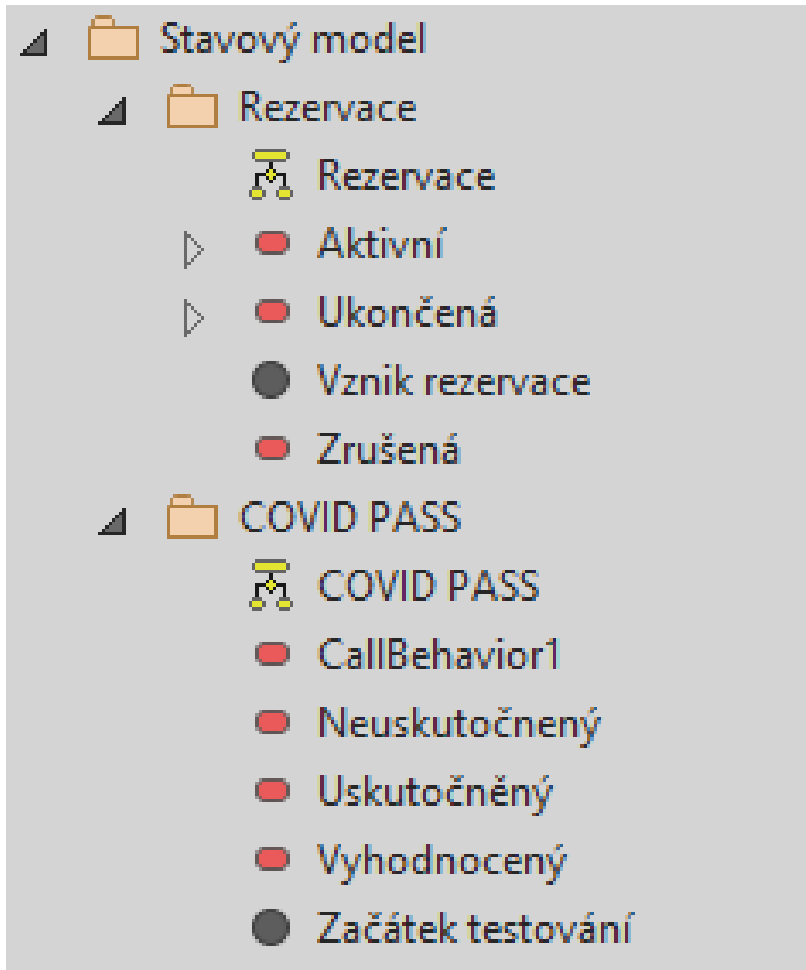 Stavový model
Rezervace
Rezervace
Aktivní
Ukončená
Vznik rezervace
Zrušená
COVID PASS
COVID PASS
CallBehavior1
Neuskutočnený
Uskutočněný
Vyhodnocený
Začátek testování